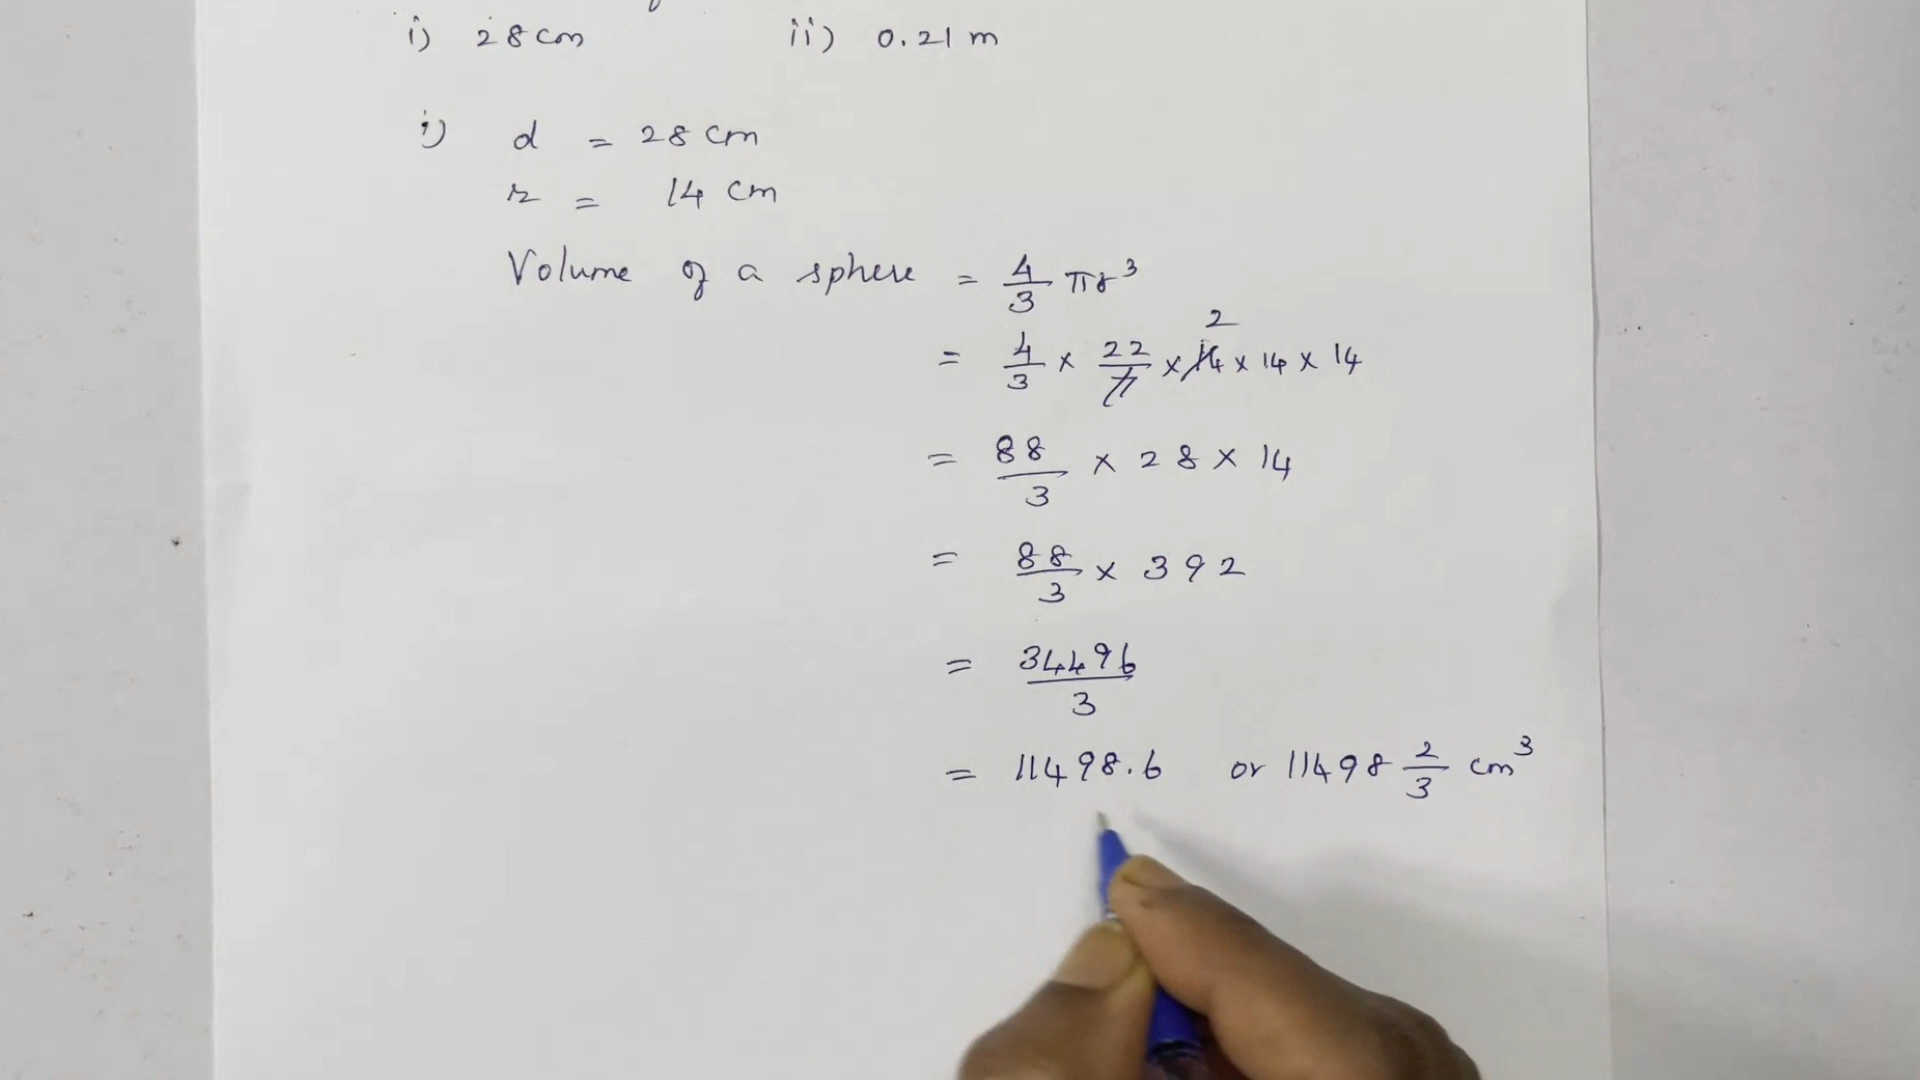 i) 28 cm ii) 0.21 m
i) d = 28 cm
r = 14 cm
Volume of a sphere = 4/3 πr³
= 4/3 × 22/7 × 14 × 14 × 14
2
= 88/3 × 28 × 14
= 88/3 × 392
= 34496/3
= 11498.6 or 11498 2/3 cm³